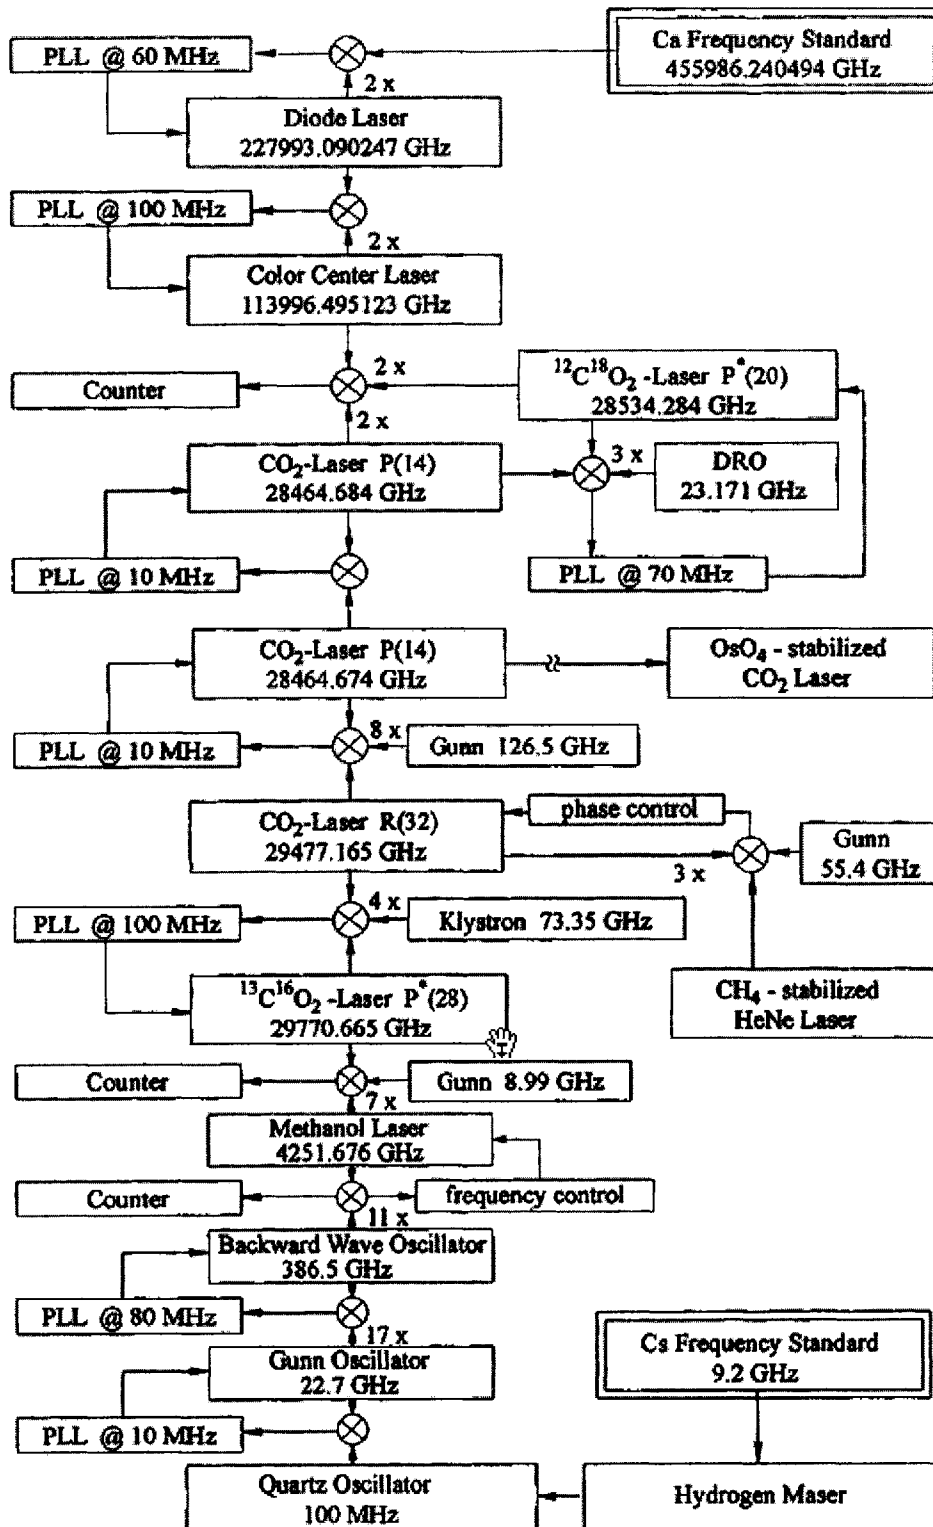 PLL @ 60 MHz
Ca Frequency Standard
455986.240494 GHz
2 x
Diode Laser
227993.090247 GHz
PLL @ 100 MHz
2 x
Color Center Laser
113996.495123 GHz
Counter
2 x
2 x
¹²C¹⁸O₂ -Laser P*(20)
28534.284 GHz
CO₂-Laser P(14)
28464.684 GHz
3 x
DRO
23.171 GHz
PLL @ 10 MHz
PLL @ 70 MHz
CO₂-Laser P(14)
28464.674 GHz
OsO₄ - stabilized
CO₂ Laser
PLL @ 10 MHz
8 x
Gunn 126.5 GHz
CO₂-Laser R(32)
29477.165 GHz
phase control
3 x
Gunn
55.4 GHz
PLL @ 100 MHz
4 x
Klystron 73.35 GHz
¹³C¹⁶O₂ -Laser P*(28)
29770.665 GHz
CH₄ - stabilized
HeNe Laser
Counter
Gunn 8.99 GHz
7 x
Methanol Laser
4251.676 GHz
Counter
frequency control
11 x
Backward Wave Oscillator
386.5 GHz
PLL @ 80 MHz
17 x
Gunn Oscillator
22.7 GHz
Cs Frequency Standard
9.2 GHz
PLL @ 10 MHz
Quartz Oscillator
100 MHz
Hydrogen Maser